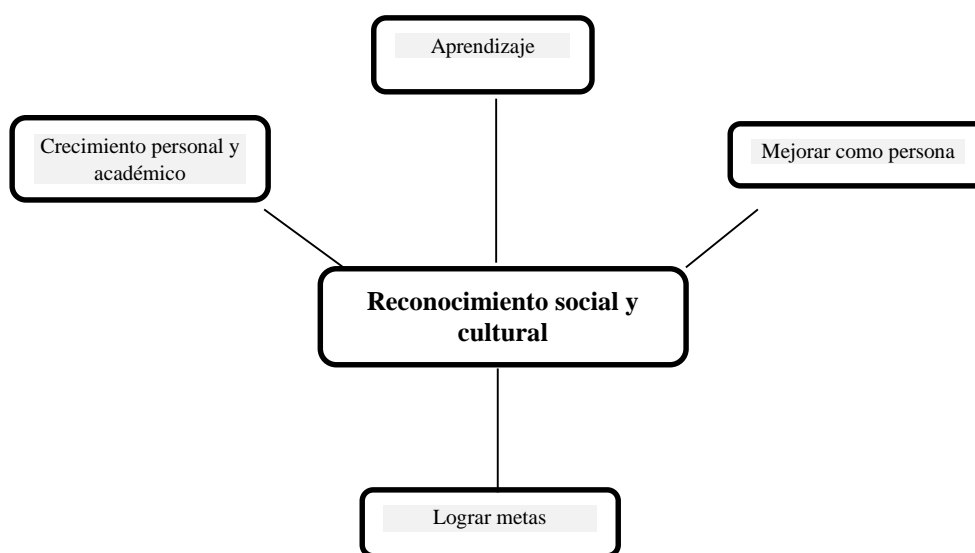 Aprendizaje
Crecimiento personal y
académico
Mejorar como persona
Reconocimiento social y
cultural
Lograr metas